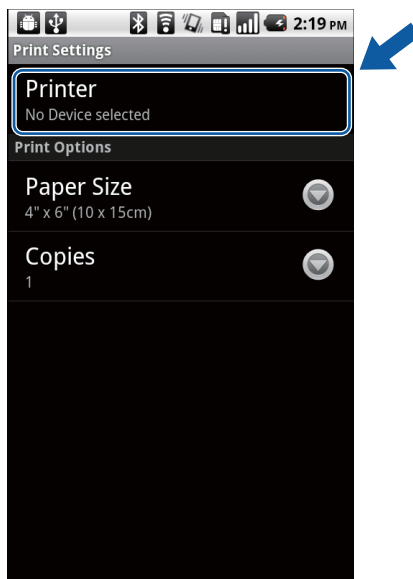 2:19 PM
Print Settings
Printer
No Device selected
Print Options
Paper Size
4" x 6" (10 x 15cm)
Copies
1